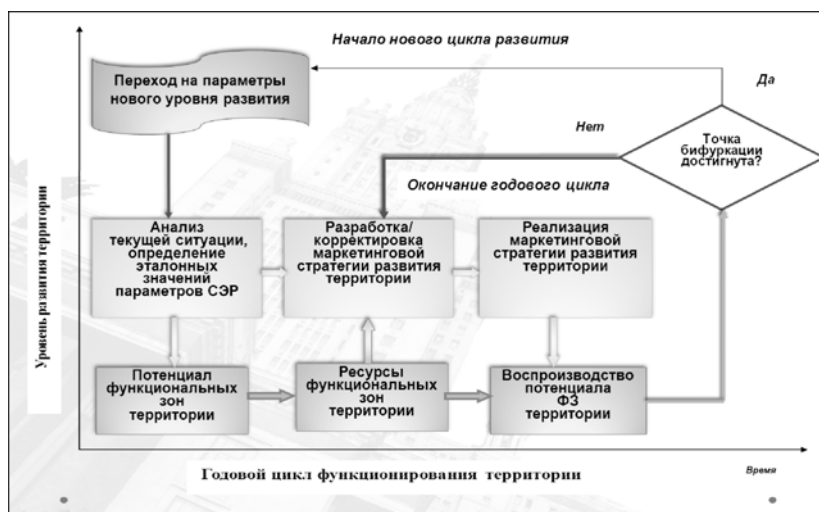 Начало нового цикла развития
Переход на параметры
нового уровня развития
Да
Нет
Точка
бифуркации
достигнута?
Окончание годового цикла
Анализ
текущей ситуации,
определение
эталонных
значений
параметров СЭР
Разработка/
корректировка
маркетинговой
стратегии развития
территории
Реализация
маркетинговой
стратегии развития
территории
Потенциал
функциональных
зон
территории
Ресурсы
функциональных
зон
территории
Воспроизводство
потенциала
ФЗ
территории
Уровень развития территории
Годовой цикл функционирования территории
Время